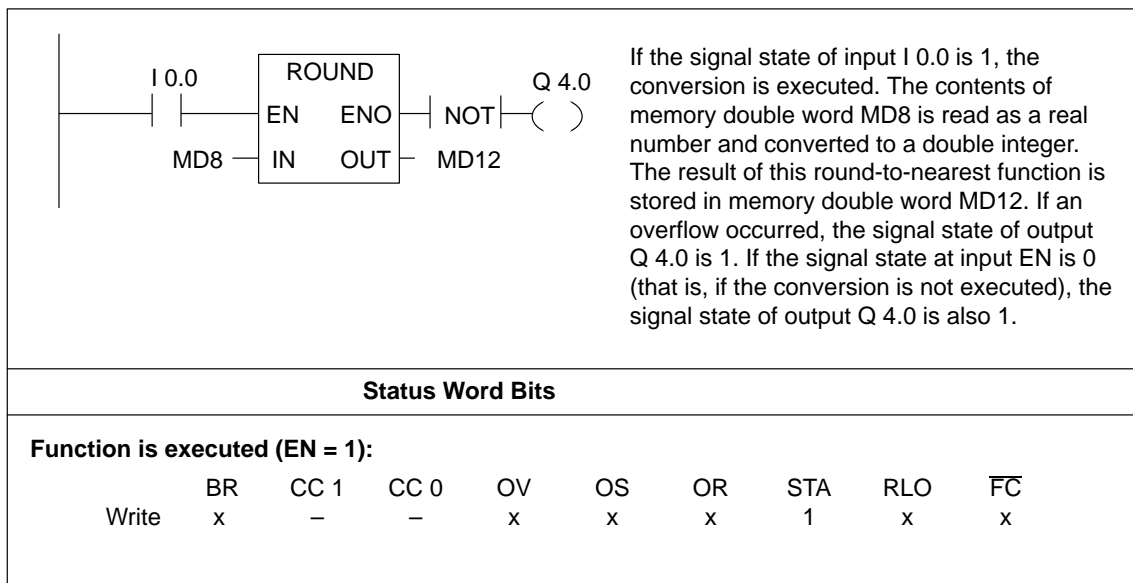 I 0.0
ROUND
Q 4.0
EN ENO
NOT
MD8
IN OUT
MD12
If the signal state of input I 0.0 is 1, the
conversion is executed. The contents of
memory double word MD8 is read as a real
number and converted to a double integer.
The result of this round-to-nearest function is
stored in memory double word MD12. If an
overflow occurred, the signal state of output
Q 4.0 is 1. If the signal state at input EN is 0
(that is, if the conversion is not executed), the
signal state of output Q 4.0 is also 1.
Status Word Bits
Function is executed (EN = 1):
BR CC 1 CC 0 OV OS OR STA RLO F̅C̅
Write x – – x x x 1 x x